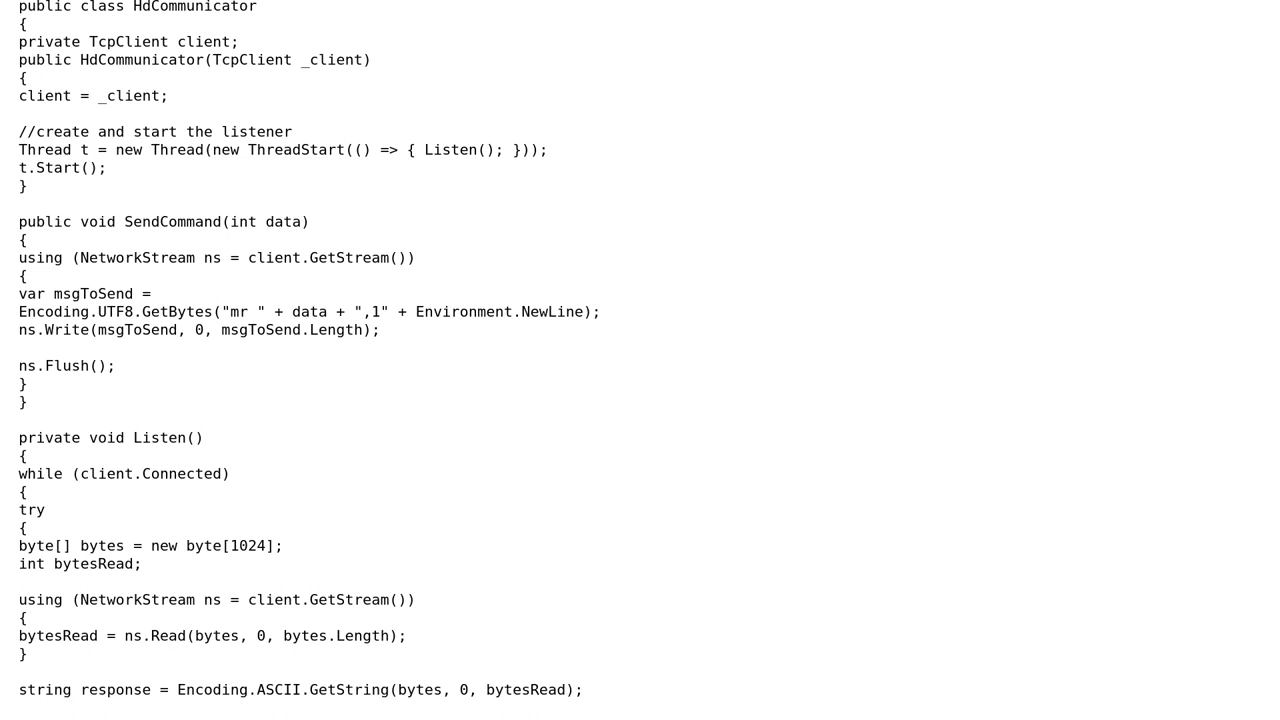 public class HdCommunicator
{
private TcpClient client;
public HdCommunicator(TcpClient _client)
{
client = _client;
//create and start the listener
Thread t = new Thread(new ThreadStart(() => { Listen(); }));
t.Start();
}
public void SendCommand(int data)
{
using (NetworkStream ns = client.GetStream())
{
var msgToSend =
Encoding.UTF8.GetBytes("mr " + data + ",1" + Environment.NewLine);
ns.Write(msgToSend, 0, msgToSend.Length);
ns.Flush();
}
}
private void Listen()
{
while (client.Connected)
{
try
{
byte[] bytes = new byte[1024];
int bytesRead;
using (NetworkStream ns = client.GetStream())
{
bytesRead = ns.Read(bytes, 0, bytes.Length);
}
string response = Encoding.ASCII.GetString(bytes, 0, bytesRead);